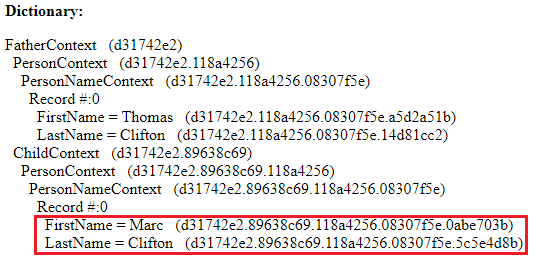 Dictionary:
FatherContext (d31742e2)
PersonContext (d31742e2.118a4256)
PersonNameContext (d31742e2.118a4256.08307f5e)
Record #:0
FirstName = Thomas (d31742e2.118a4256.08307f5e.a5d2a51b)
LastName = Clifton (d31742e2.118a4256.08307f5e.14d81cc2)
ChildContext (d31742e2.89638c69)
PersonContext (d31742e2.89638c69.118a4256)
PersonNameContext (d31742e2.89638c69.118a4256.08307f5e)
Record #:0
FirstName = Marc (d31742e2.89638c69.118a4256.08307f5e.0abe703b)
LastName = Clifton (d31742e2.89638c69.118a4256.08307f5e.5c5e4d8b)